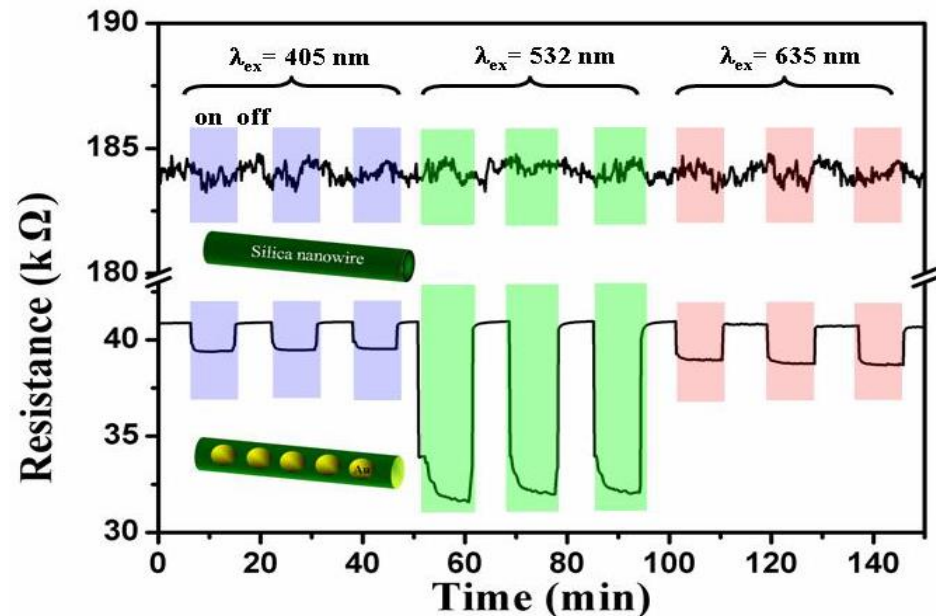 190
λex= 405 nm
λex= 532 nm
λex= 635 nm
on off
185
Silica nanowire
180
Resistance (k Ω)
40
35
Au
30
0 20 40 60 80 100 120 140
Time (min)